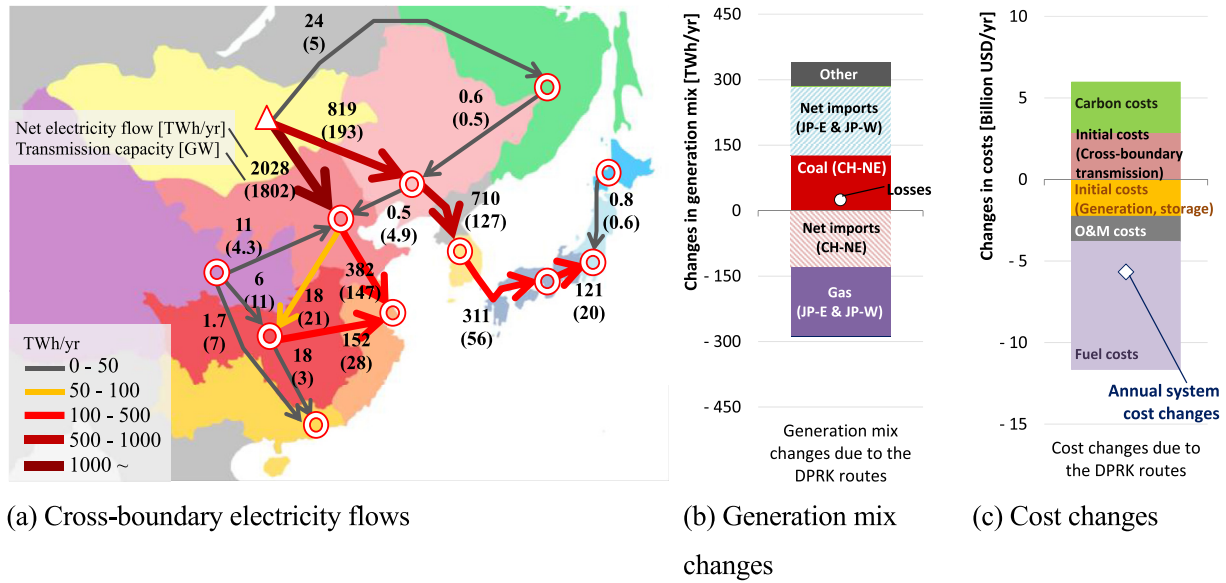 24
(5)
819
(193)
0.6
(0.5)
Net electricity flow [TWh/yr]
Transmission capacity [GW]
2028
(1802)
0.5
(4.9)
710
(127)
0.8
(0.6)
11
(4.3)
6
(11)
18
(21)
382
(147)
311
(56)
121
(20)
1.7
(7)
18
(3)
152
(28)
TWh/yr
0 - 50
50 - 100
100 - 500
500 - 1000
1000 ~
(a) Cross-boundary electricity flows
Changes in generation mix [TWh/yr]
450
300
150
0
- 150
- 300
- 450
Other
Net imports
(JP-E & JP-W)
Coal (CH-NE)
Losses
Net imports
(CH-NE)
Gas
(JP-E & JP-W)
Generation mix
changes due to the
DPRK routes
(b) Generation mix
changes
Changes in costs [Billion USD/yr]
10
5
0
- 5
- 10
- 15
Carbon costs
Initial costs
(Cross-boundary
transmission)
Initial costs
(Generation, storage)
O&M costs
Fuel costs
Annual system
cost changes
Cost changes due to
the DPRK routes
(c) Cost changes